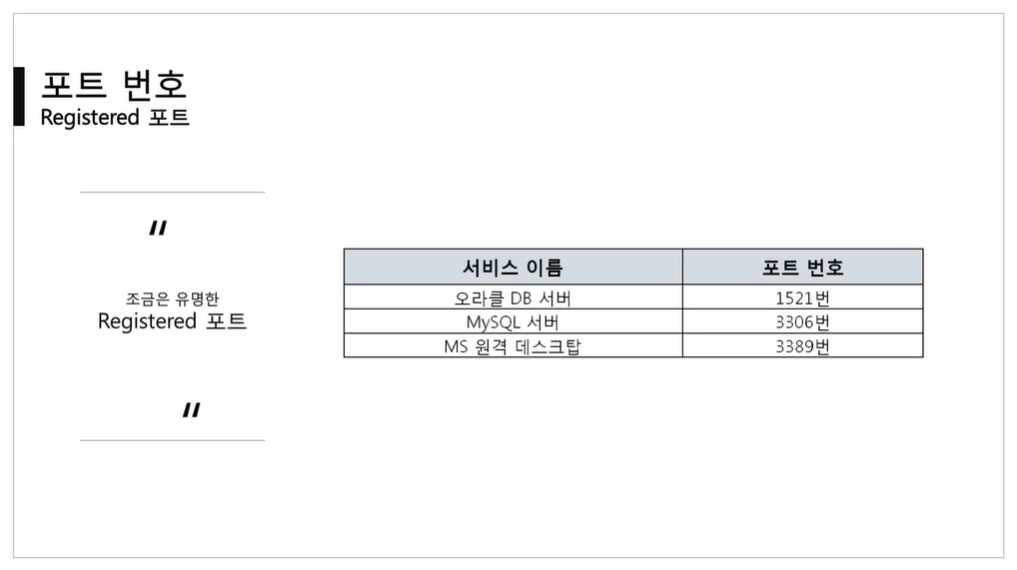 포트 번호
Registered 포트
"
조금은 유명한
Registered 포트
"
서비스 이름 포트 번호
오라클 DB 서버 1521번
MySQL 서버 3306번
MS 원격 데스크탑 3389번